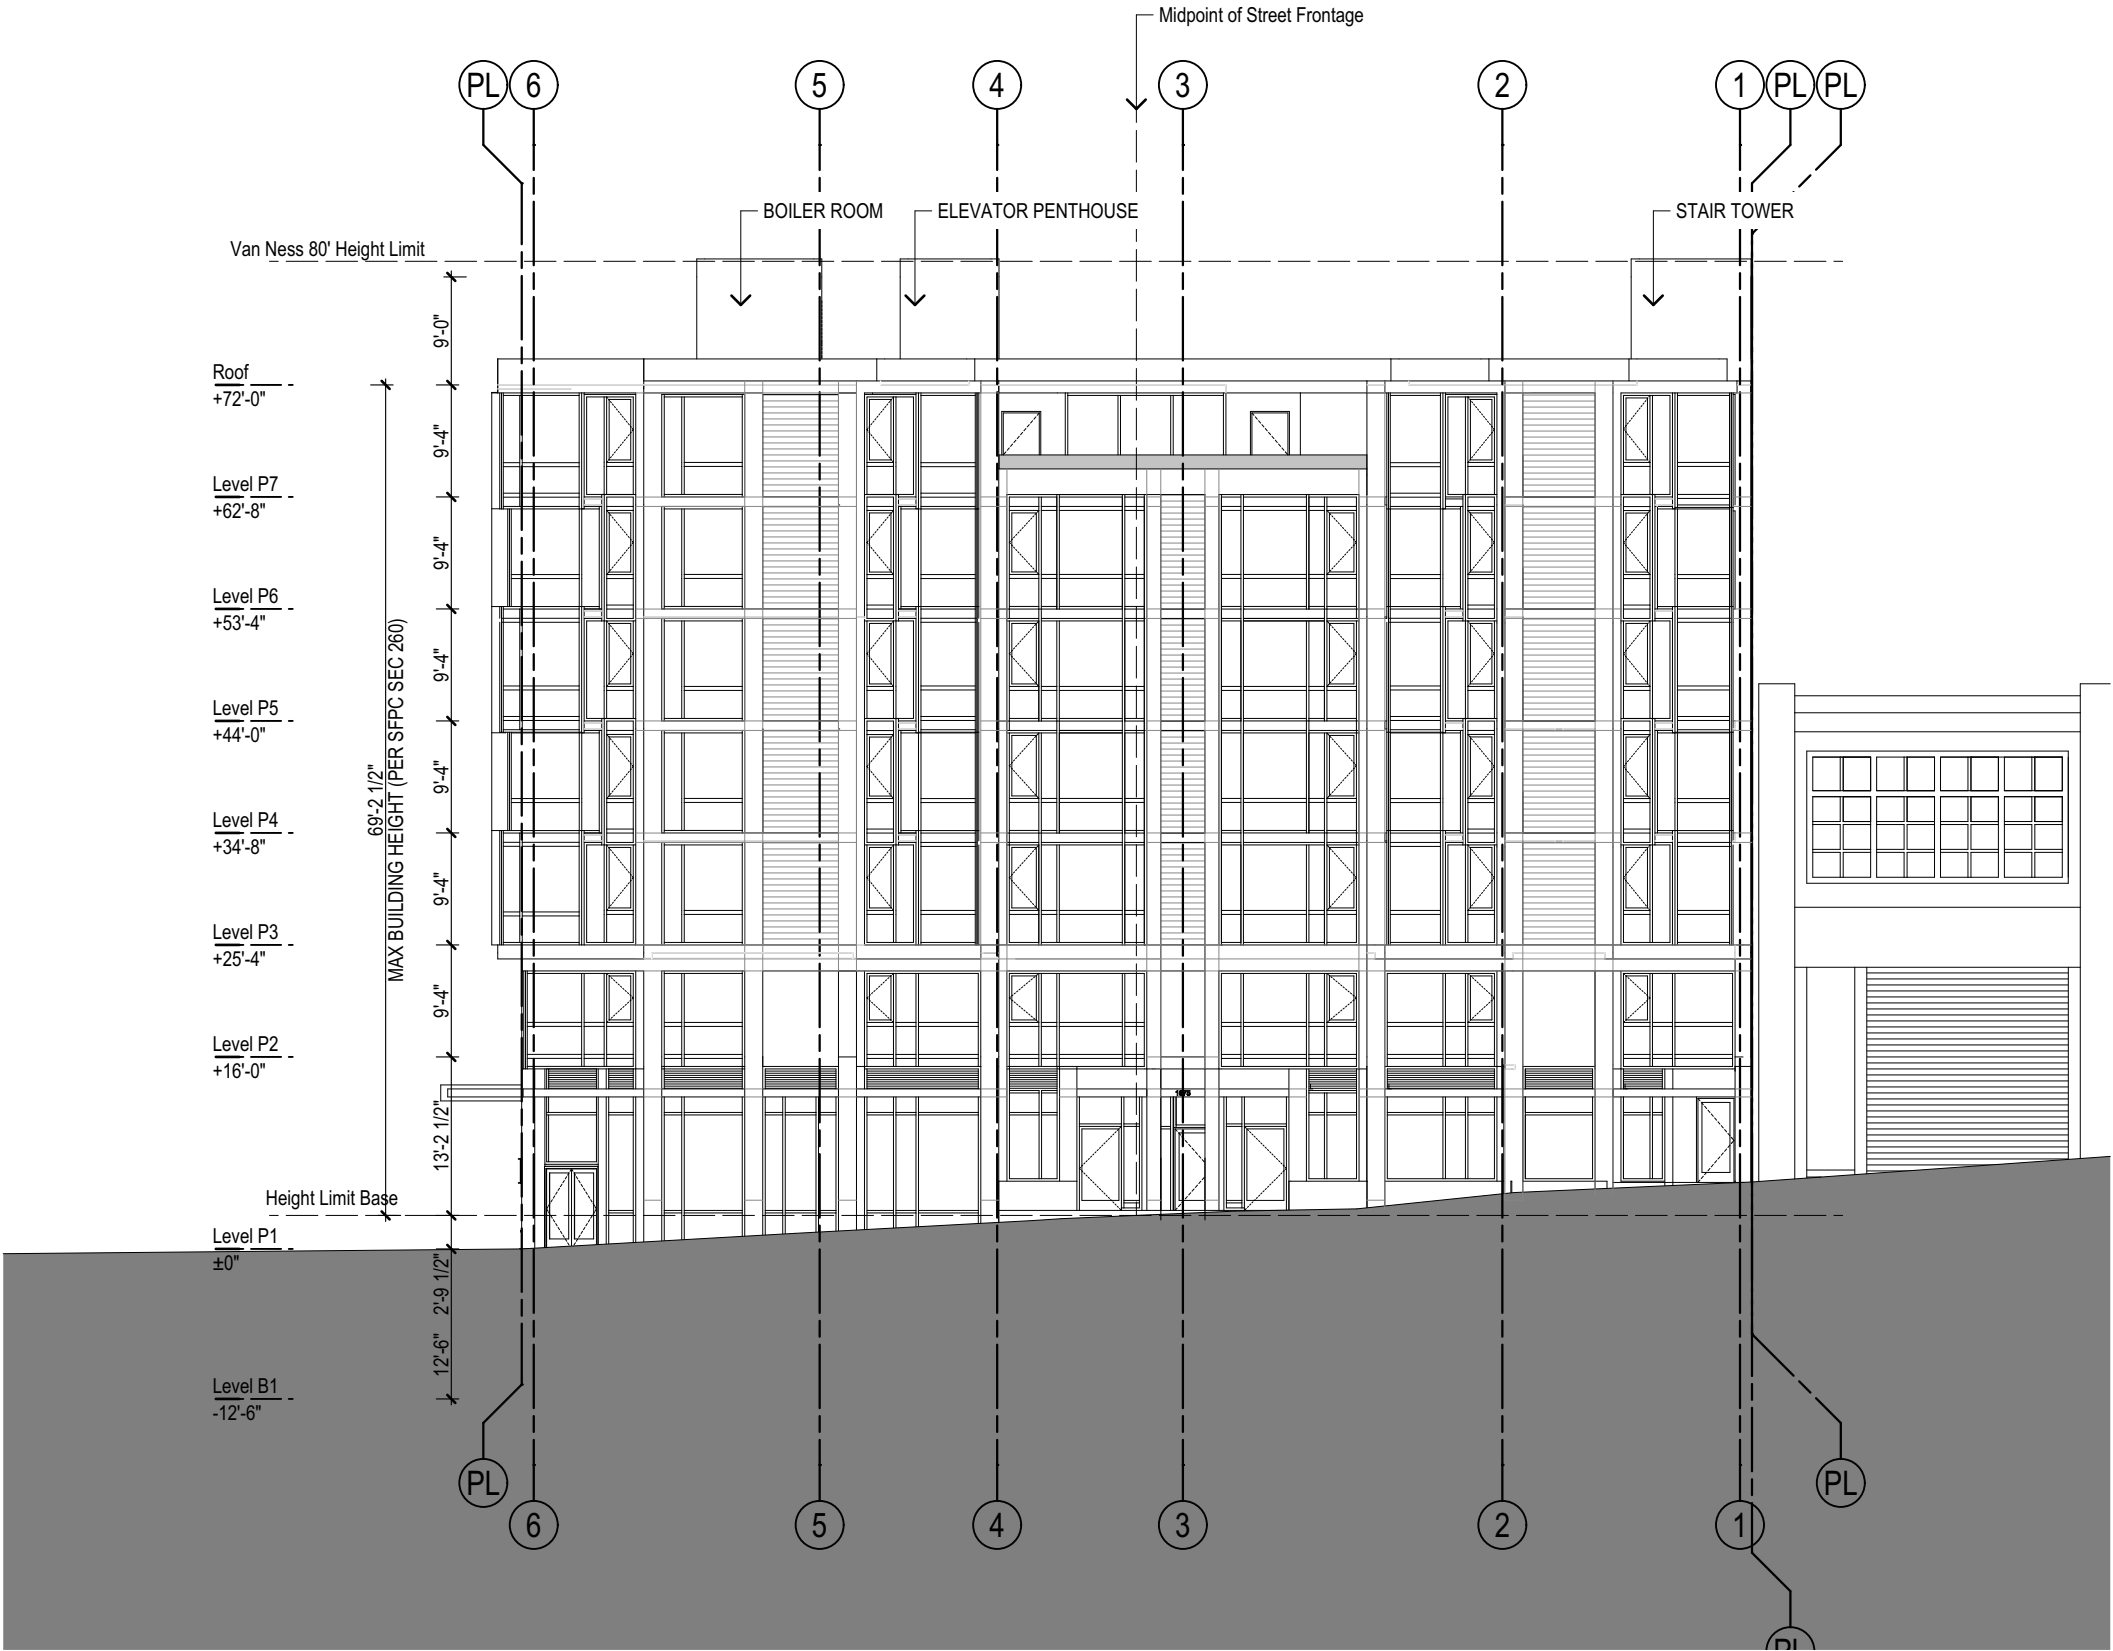 Midpoint of Street Frontage
PL 6 5 4 3 2 1 PL PL
BOILER ROOM
ELEVATOR PENTHOUSE
STAIR TOWER
Van Ness 80' Height Limit
9'-0"
Roof
+72'-0"
9'-4"
Level P7
+62'-8"
9'-4"
Level P6
+53'-4"
9'-4"
Level P5
+44'-0"
9'-4"
Level P4
+34'-8"
9'-4"
Level P3
+25'-4"
9'-4"
Level P2
+16'-0"
13'-2 1/2"
69'-2 1/2"
MAX BUILDING HEIGHT (PER SFPC SEC 260)
1675
Height Limit Base
Level P1
±0"
2'-9 1/2"
12'-6"
Level B1
-12'-6"
PL PL
6 5 4 3 2 1
PL